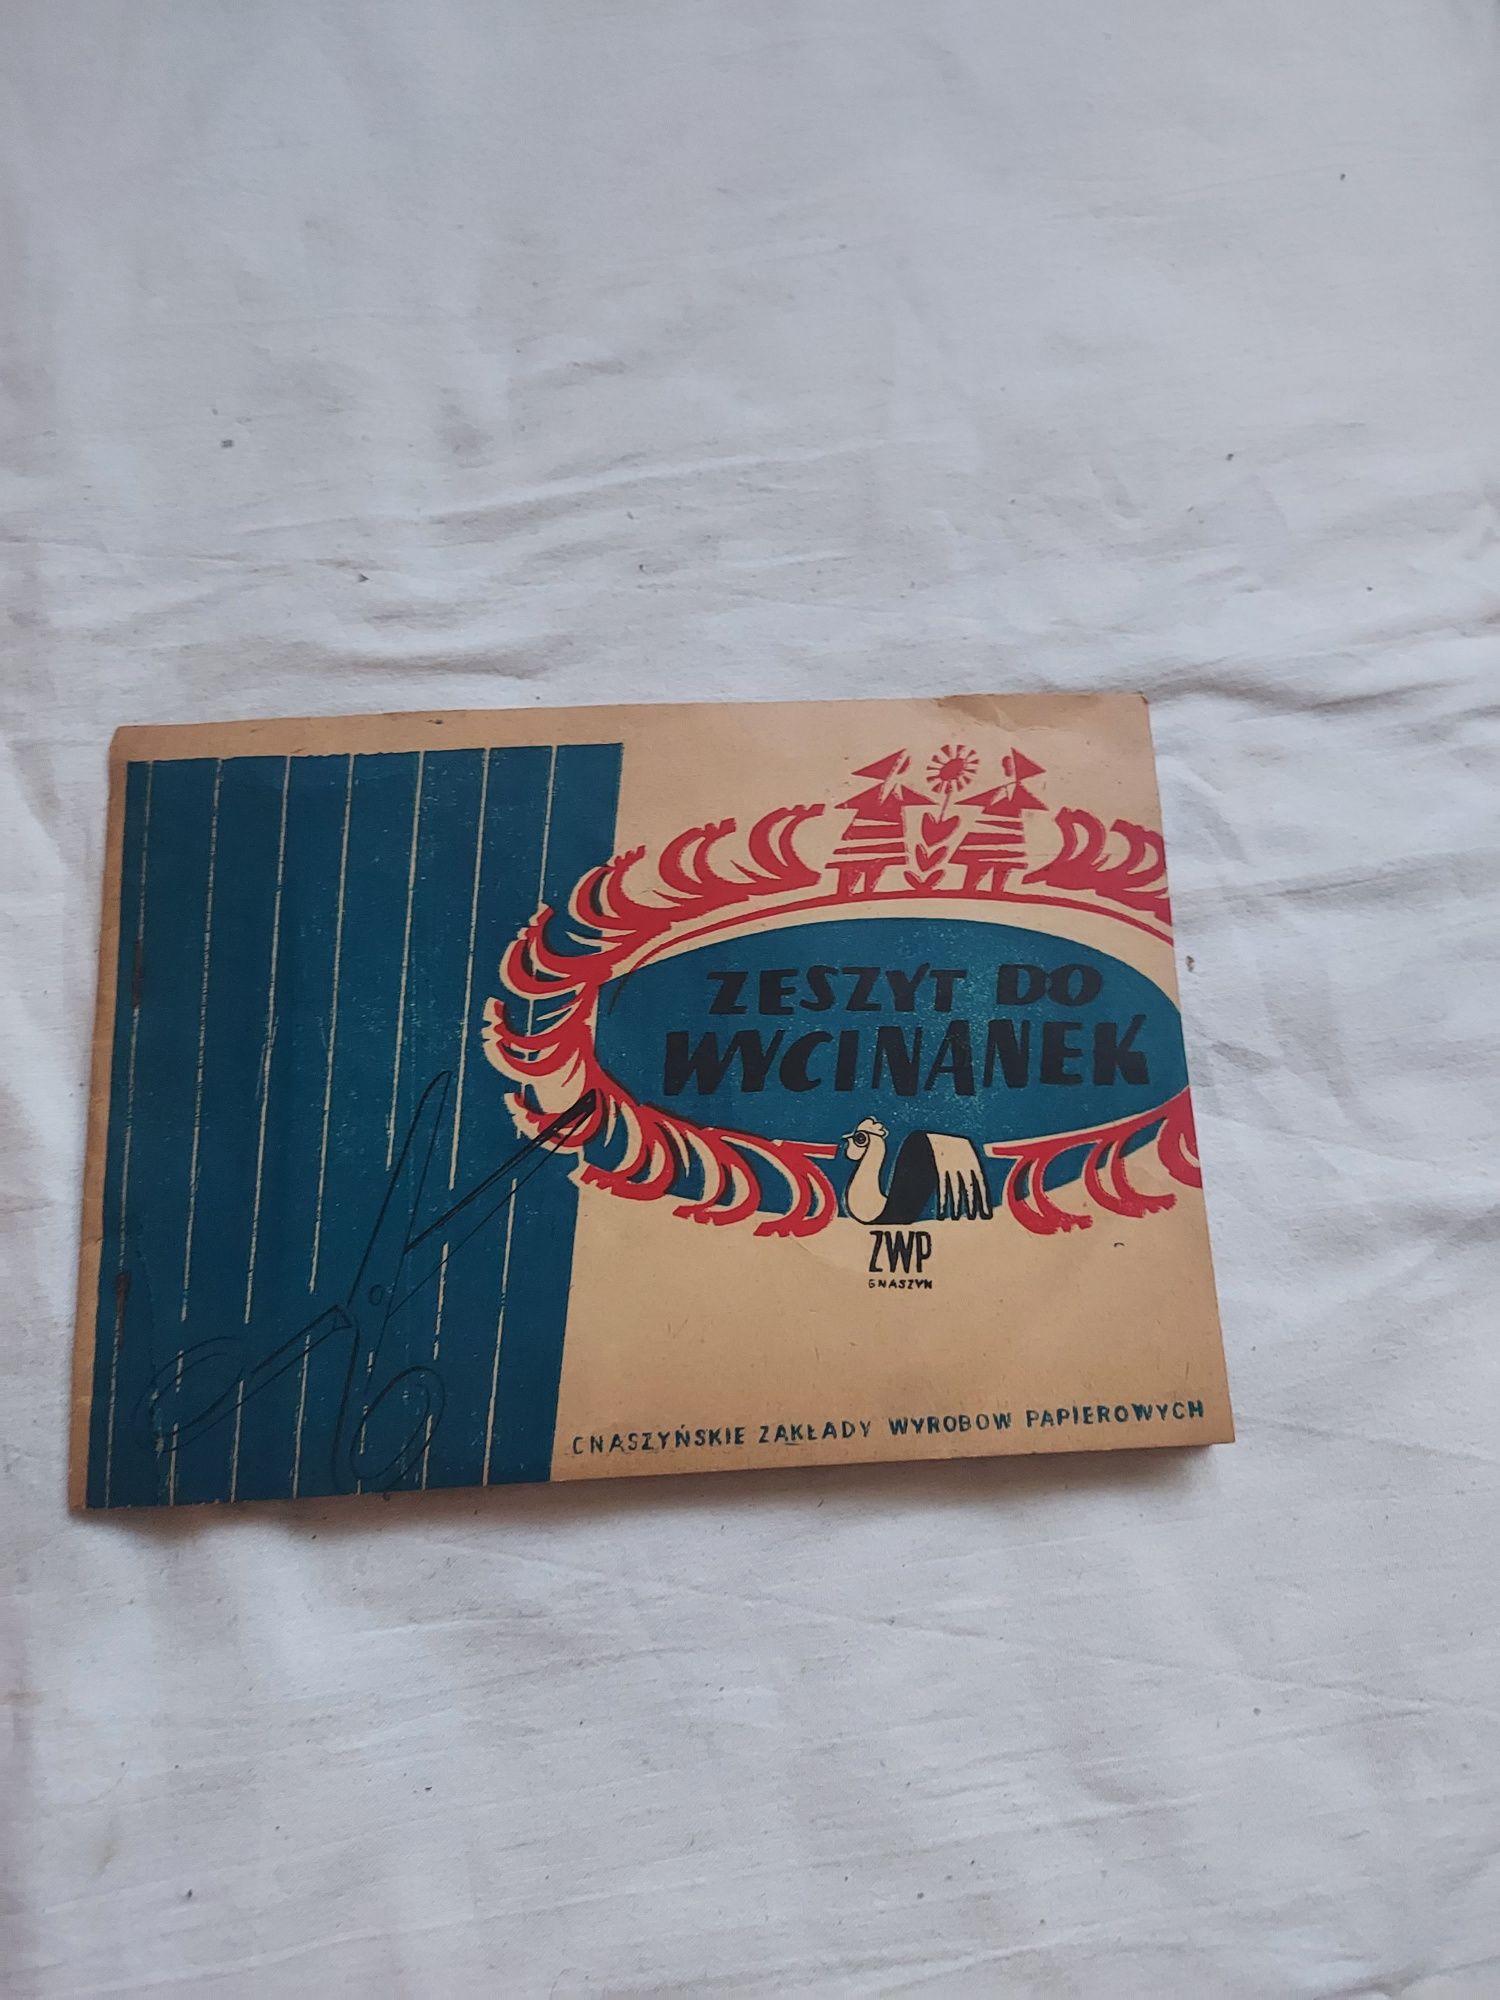 ZESZYT DO
WYCINANEK
ZWP
GNASZYN
GNASZYŃSKIE ZAKŁADY WYROBOW PAPIEROWYCH